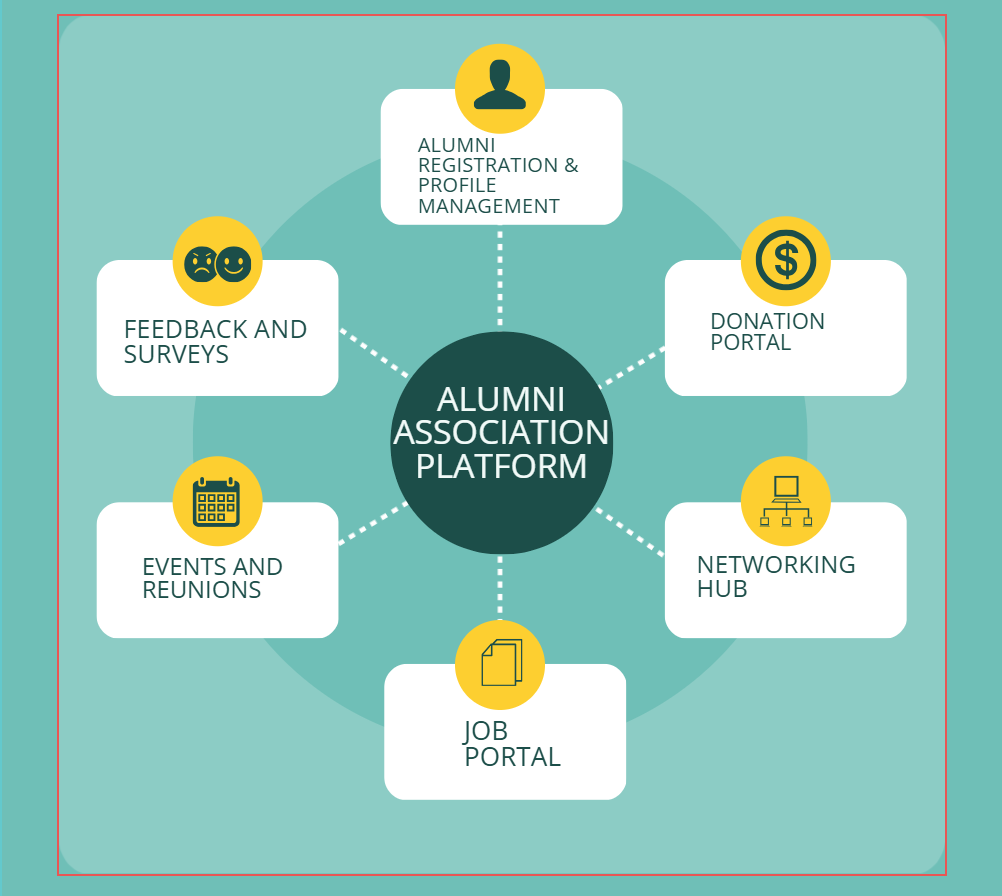 ALUMNI
REGISTRATION &
PROFILE
MANAGEMENT
FEEDBACK AND
SURVEYS
$
DONATION
PORTAL
ALUMNI
ASSOCIATION
PLATFORM
EVENTS AND
REUNIONS
NETWORKING
HUB
JOB
PORTAL